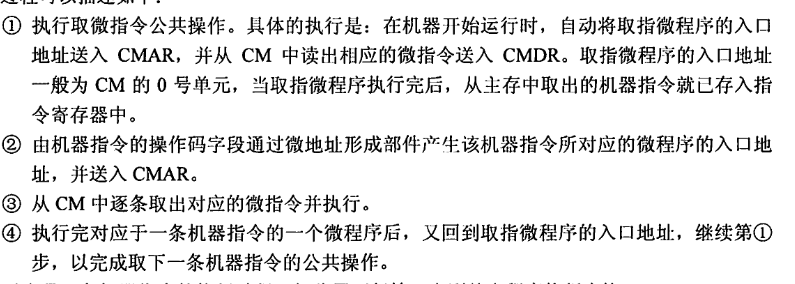 ① 执行取微指令公共操作。具体的执行是：在机器开始运行时，自动将取指微程序的入口
地址送入 CMAR，并从 CM 中读出相应的微指令送入 CMDR。取指微程序的入口地址
一般为 CM 的 0 号单元，当取指微程序执行完后，从主存中取出的机器指令就已存入指
令寄存器中。
② 由机器指令的操作码字段通过微地址形成部件产生该机器指令所对应的微程序的入口地
址，并送入 CMAR。
③ 从 CM 中逐条取出对应的微指令并执行。
④ 执行完对应于一条机器指令的一个微程序后，又回到取指微程序的入口地址，继续第①
步，以完成取下一条机器指令的公共操作。